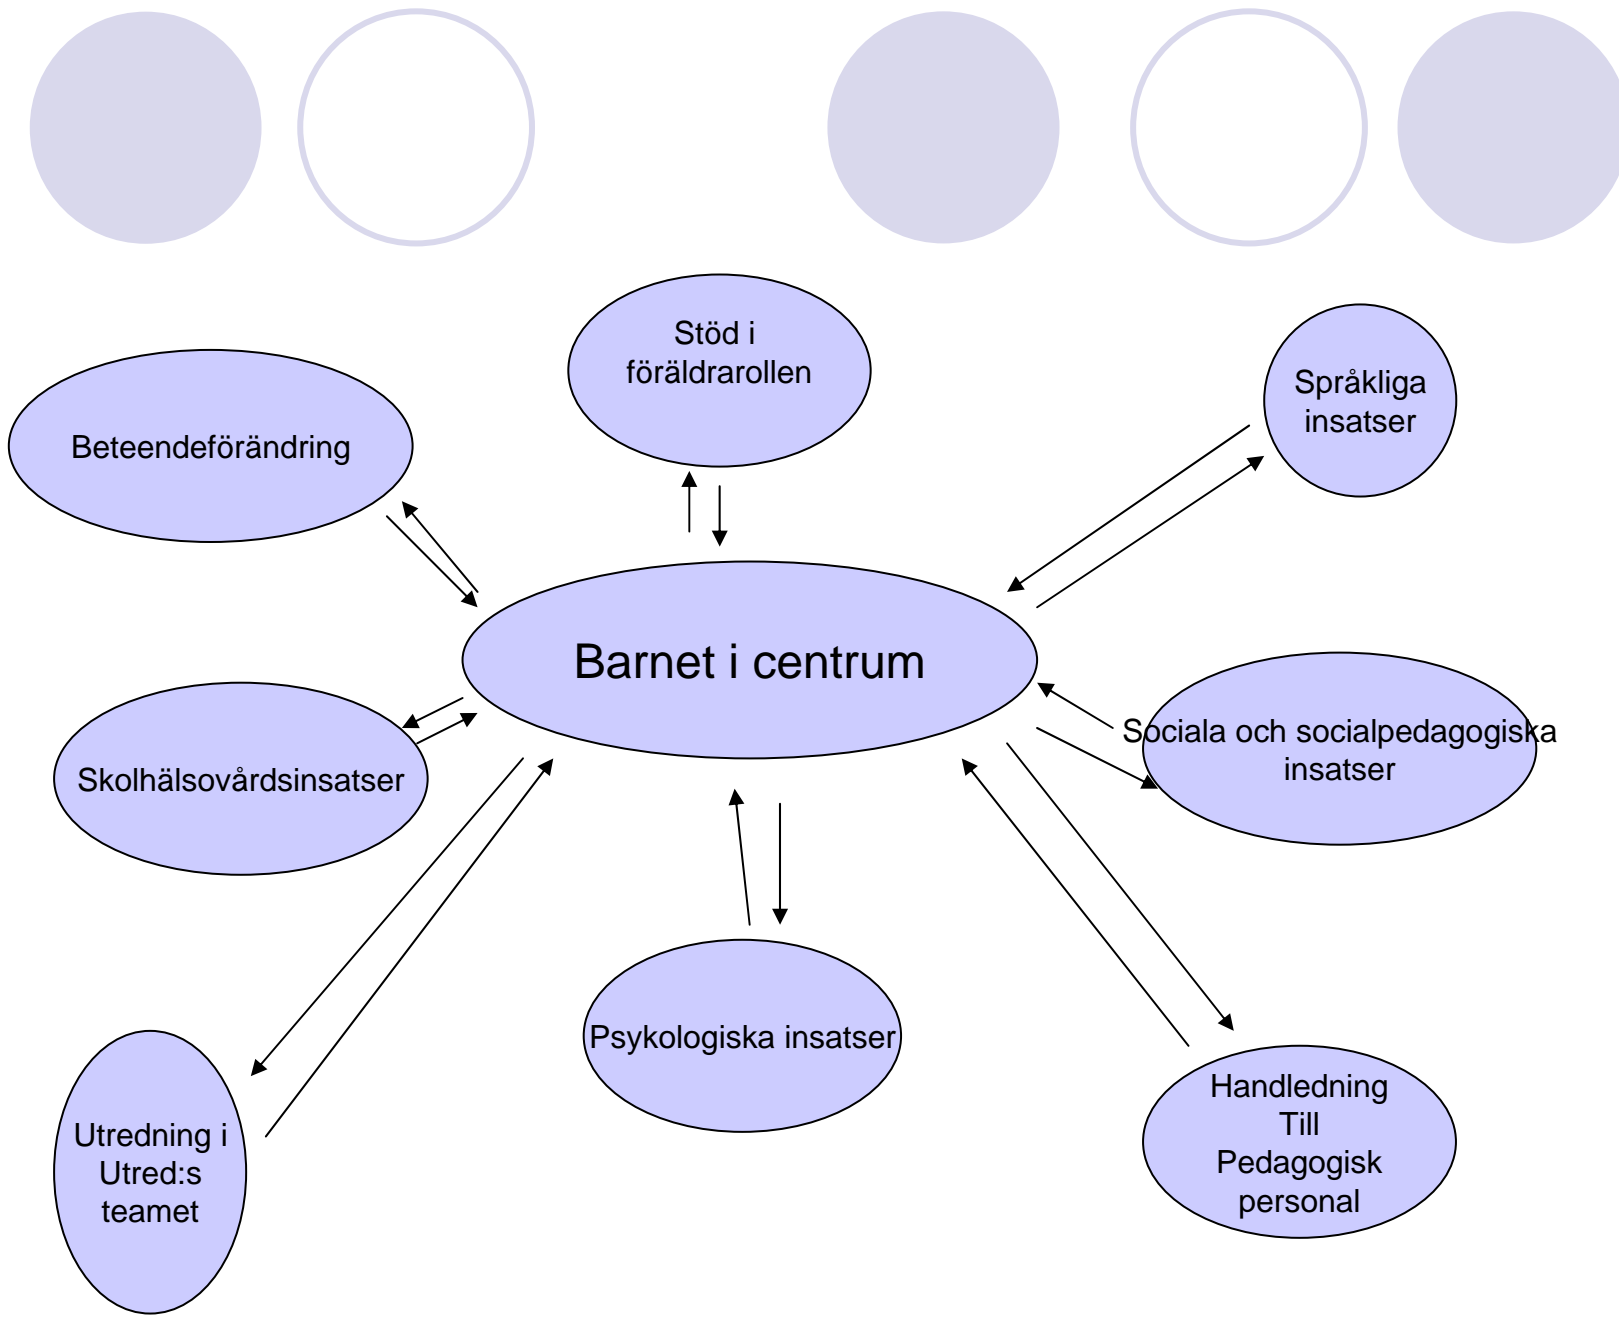 Stöd i
föräldrarollen
Språkliga
insatser
Beteendeförändring
Barnet i centrum
Sociala och socialpedagogiska
insatser
Skolhälsovårdsinsatser
Psykologiska insatser
Handledning
Till
Pedagogisk
personal
Utredning i
Utred:s
teamet